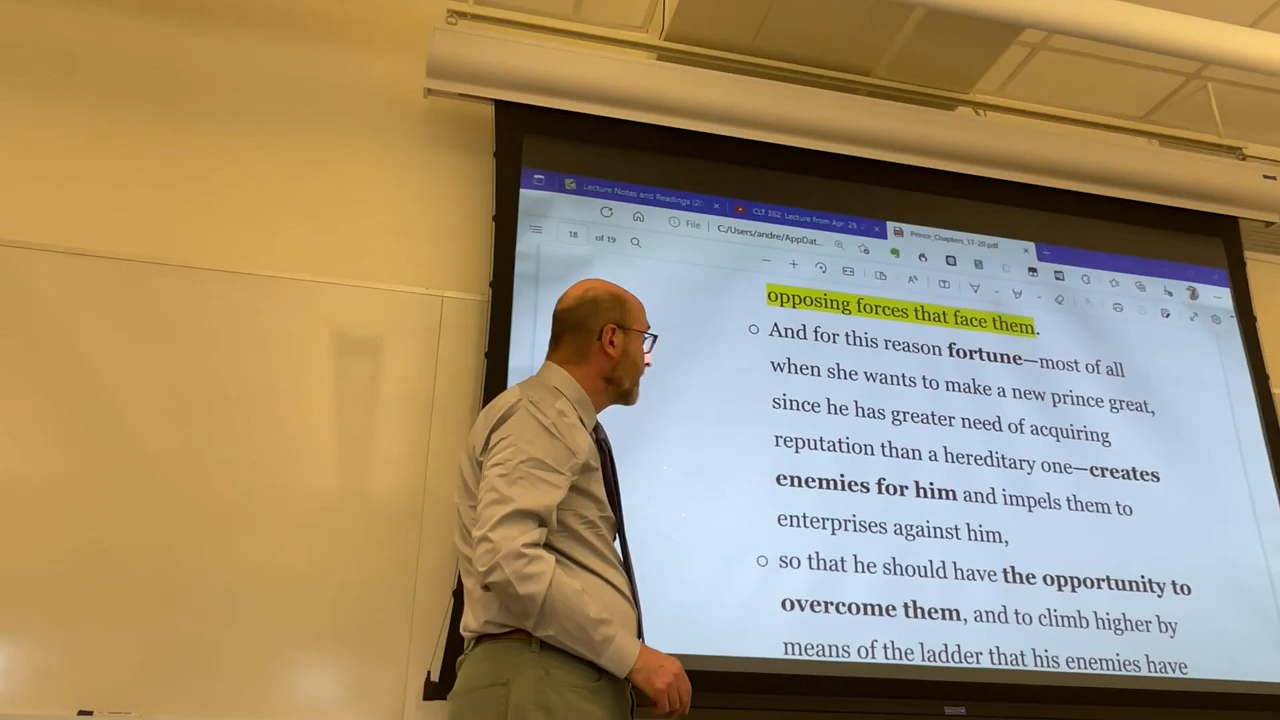 Lecture Notes and Readings (20
CLT 362: Lecture from Apr. 29,
Prince_Chapters_17-20.pdf
File
C:/Users/andre/AppDat...
18 of 19
opposing forces that face them.
And for this reason fortune—most of all
when she wants to make a new prince great,
since he has greater need of acquiring
reputation than a hereditary one—creates
enemies for him and impels them to
enterprises against him,
so that he should have the opportunity to
overcome them, and to climb higher by
means of the ladder that his enemies have